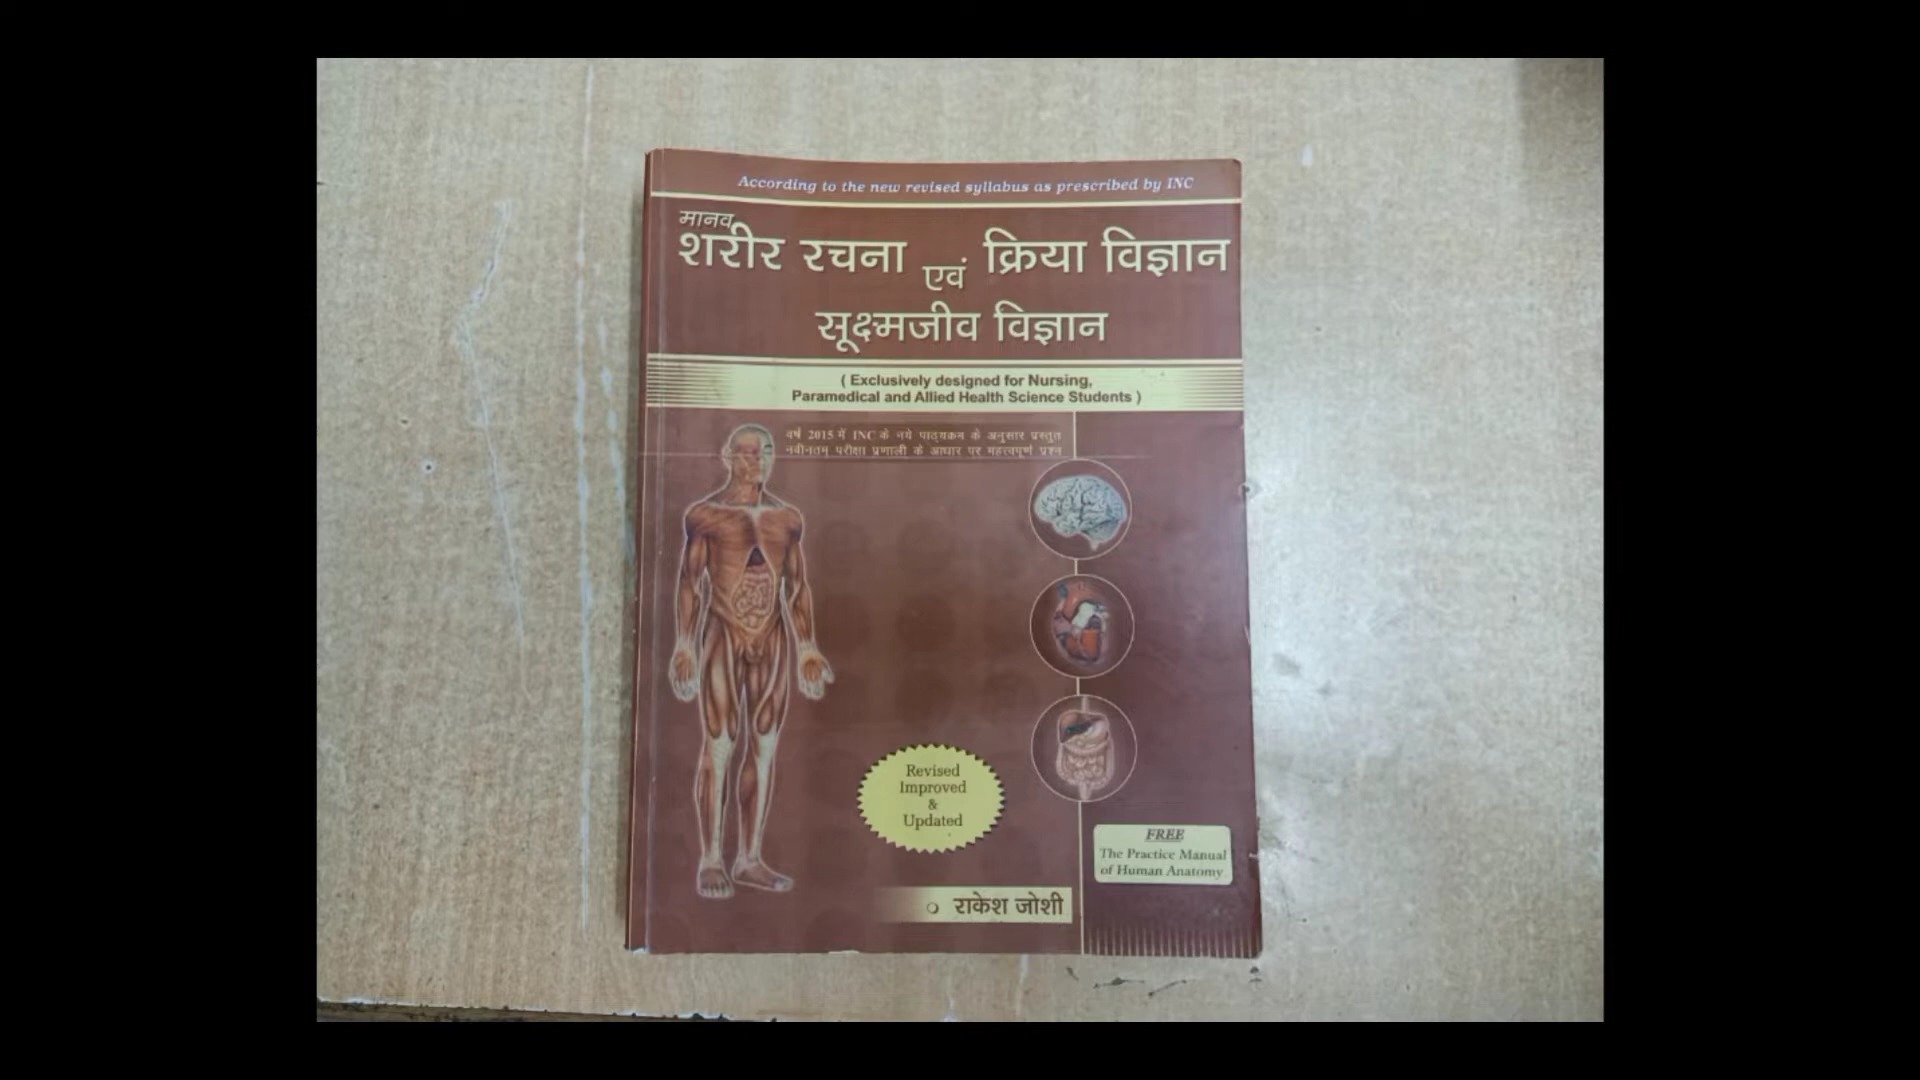 According to the new revised syllabus as prescribed by INC
मानव
शरीर रचना एवं क्रिया विज्ञान
सूक्ष्मजीव विज्ञान
( Exclusively designed for Nursing,
Paramedical and Allied Health Science Students )
वर्ष 2015 में INC के नये पाठ्यक्रम के अनुसार प्रस्तुत
नवीनतम् परीक्षा प्रणाली के आधार पर महत्त्वपूर्ण प्रश्न
Revised
Improved
&
Updated
FREE
The Practice Manual
of Human Anatomy
राकेश जोशी